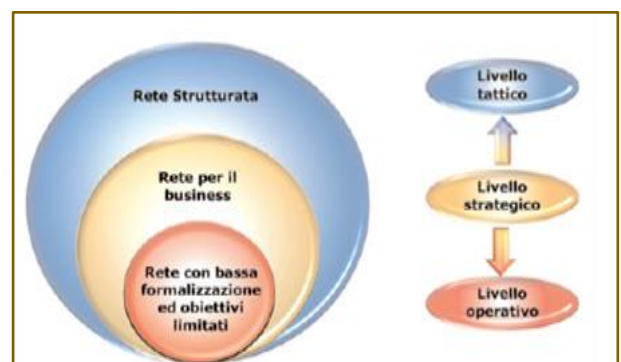 Rete Strutturata
Rete per il
business
Rete con bassa
formalizzazione
ed obiettivi
limitati
Livello
tattico
Livello
strategico
Livello
operativo